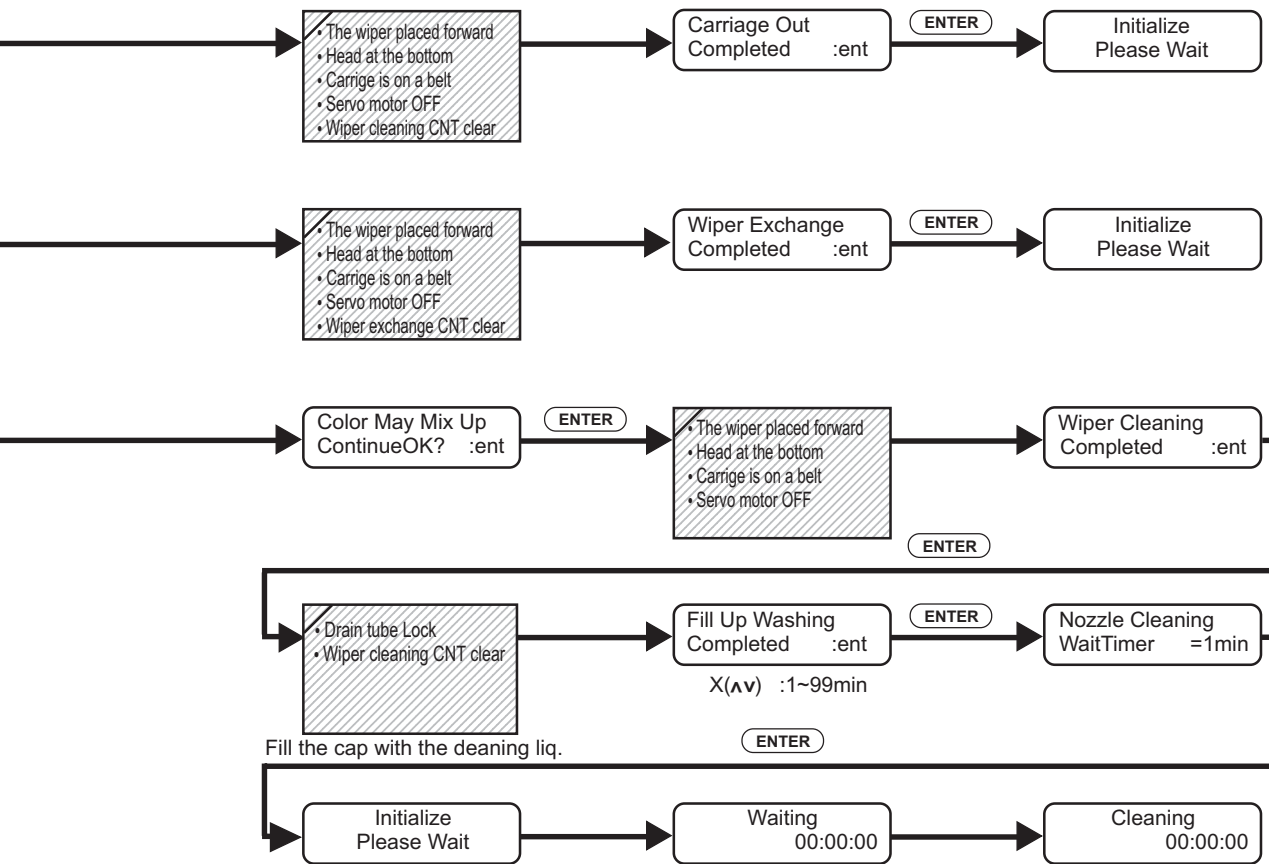 • The wiper placed forward
• Head at the bottom
• Carrige is on a belt
• Servo motor OFF
• Wiper cleaning CNT clear
Carriage Out
Completed :ent
ENTER
Initialize
Please Wait
• The wiper placed forward
• Head at the bottom
• Carrige is on a belt
• Servo motor OFF
• Wiper exchange CNT clear
Wiper Exchange
Completed :ent
ENTER
Initialize
Please Wait
Color May Mix Up
ContinueOK? :ent
ENTER
• The wiper placed forward
• Head at the bottom
• Carrige is on a belt
• Servo motor OFF
Wiper Cleaning
Completed :ent
ENTER
• Drain tube Lock
• Wiper cleaning CNT clear
Fill the cap with the deaning liq.
Fill Up Washing
Completed :ent
X(∧∨) :1~99min
ENTER
Nozzle Cleaning
WaitTimer =1min
ENTER
Initialize
Please Wait
Waiting
00:00:00
Cleaning
00:00:00